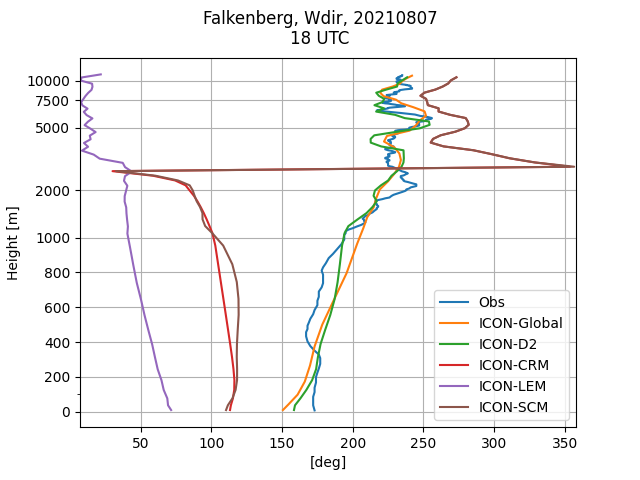 Falkenberg, Wdir, 20210807
18 UTC
10000
7500
5000
2000
1000
800
600
400
200
0
Height [m]
50
100
150
200
250
300
350
[deg]
Obs
ICON-Global
ICON-D2
ICON-CRM
ICON-LEM
ICON-SCM